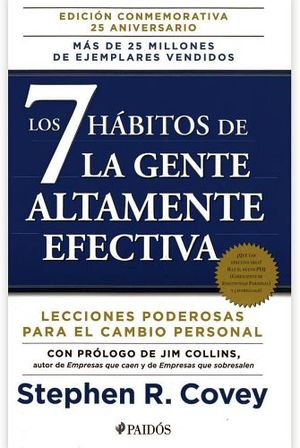 EDICIÓN CONMEMORATIVA
25 ANIVERSARIO
MÁS DE 25 MILLONES
DE EJEMPLARES VENDIDOS
LOS 7 HÁBITOS DE
LA GENTE
ALTAMENTE
EFECTIVA
LECCIONES PODEROSAS
PARA EL CAMBIO PERSONAL
CON PRÓLOGO DE JIM COLLINS,
autor de Empresas que caen y de Empresas que sobresalen
Stephen R. Covey
PAIDÓS